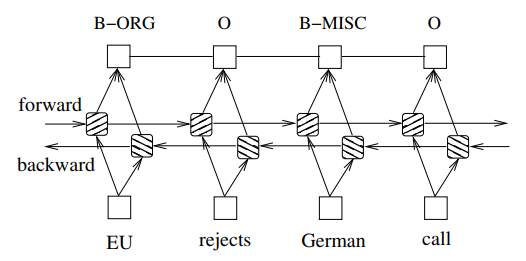 B−ORG O B−MISC O
forward
backward
EU rejects German call